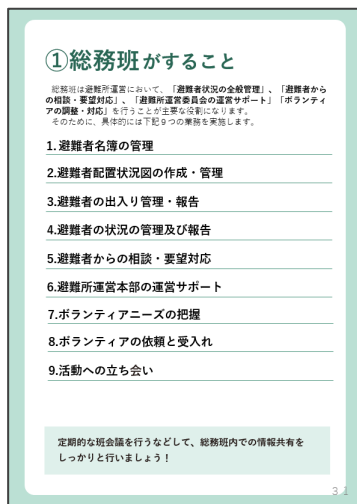 ①総務班がすること
総務班は避難所運営において、「避難者状況の全般管理」、「避難者から
の相談・要望対応」、「避難所運営委員会の運営サポート」「ボランティ
アの調整・対応」を行うことが主要な役割になります。
そのために、具体的には下記９つの業務を実施します。
1.避難者名簿の管理
2.避難者配置状況図の作成・管理
3.避難者の出入り管理・報告
4.避難者の状況の管理及び報告
5.避難者からの相談・要望対応
6.避難所運営本部の運営サポート
7.ボランティアニーズの把握
8.ボランティアの依頼と受入れ
9.活動への立ち会い
定期的な班会議を行うなどして、総務班内での情報共有を
しっかりと行いましょう！